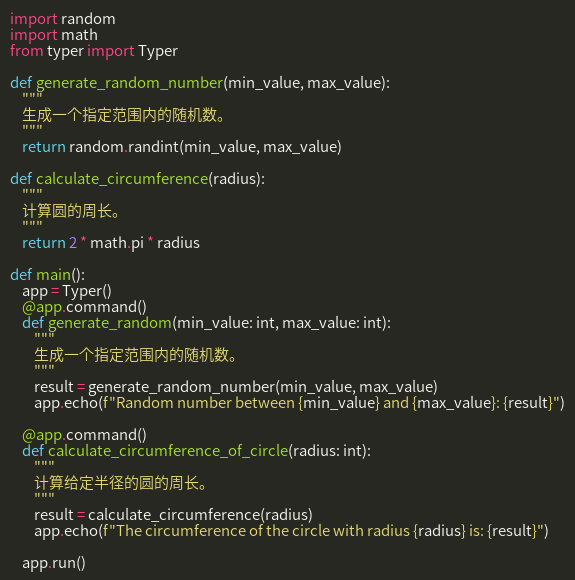 import random
import math
from typer import Typer

def generate_random_number(min_value, max_value):
    """
    生成一个指定范围内的随机数。
    """
    return random.randint(min_value, max_value)

def calculate_circumference(radius):
    """
    计算圆的周长。
    """
    return 2 * math.pi * radius

def main():
    app = Typer()
    @app.command()
    def generate_random(min_value: int, max_value: int):
        """
        生成一个指定范围内的随机数。
        """
        result = generate_random_number(min_value, max_value)
        app.echo(f"Random number between {min_value} and {max_value}: {result}")

    @app.command()
    def calculate_circumference_of_circle(radius: int):
        """
        计算给定半径的圆的周长。
        """
        result = calculate_circumference(radius)
        app.echo(f"The circumference of the circle with radius {radius} is: {result}")

    app.run()